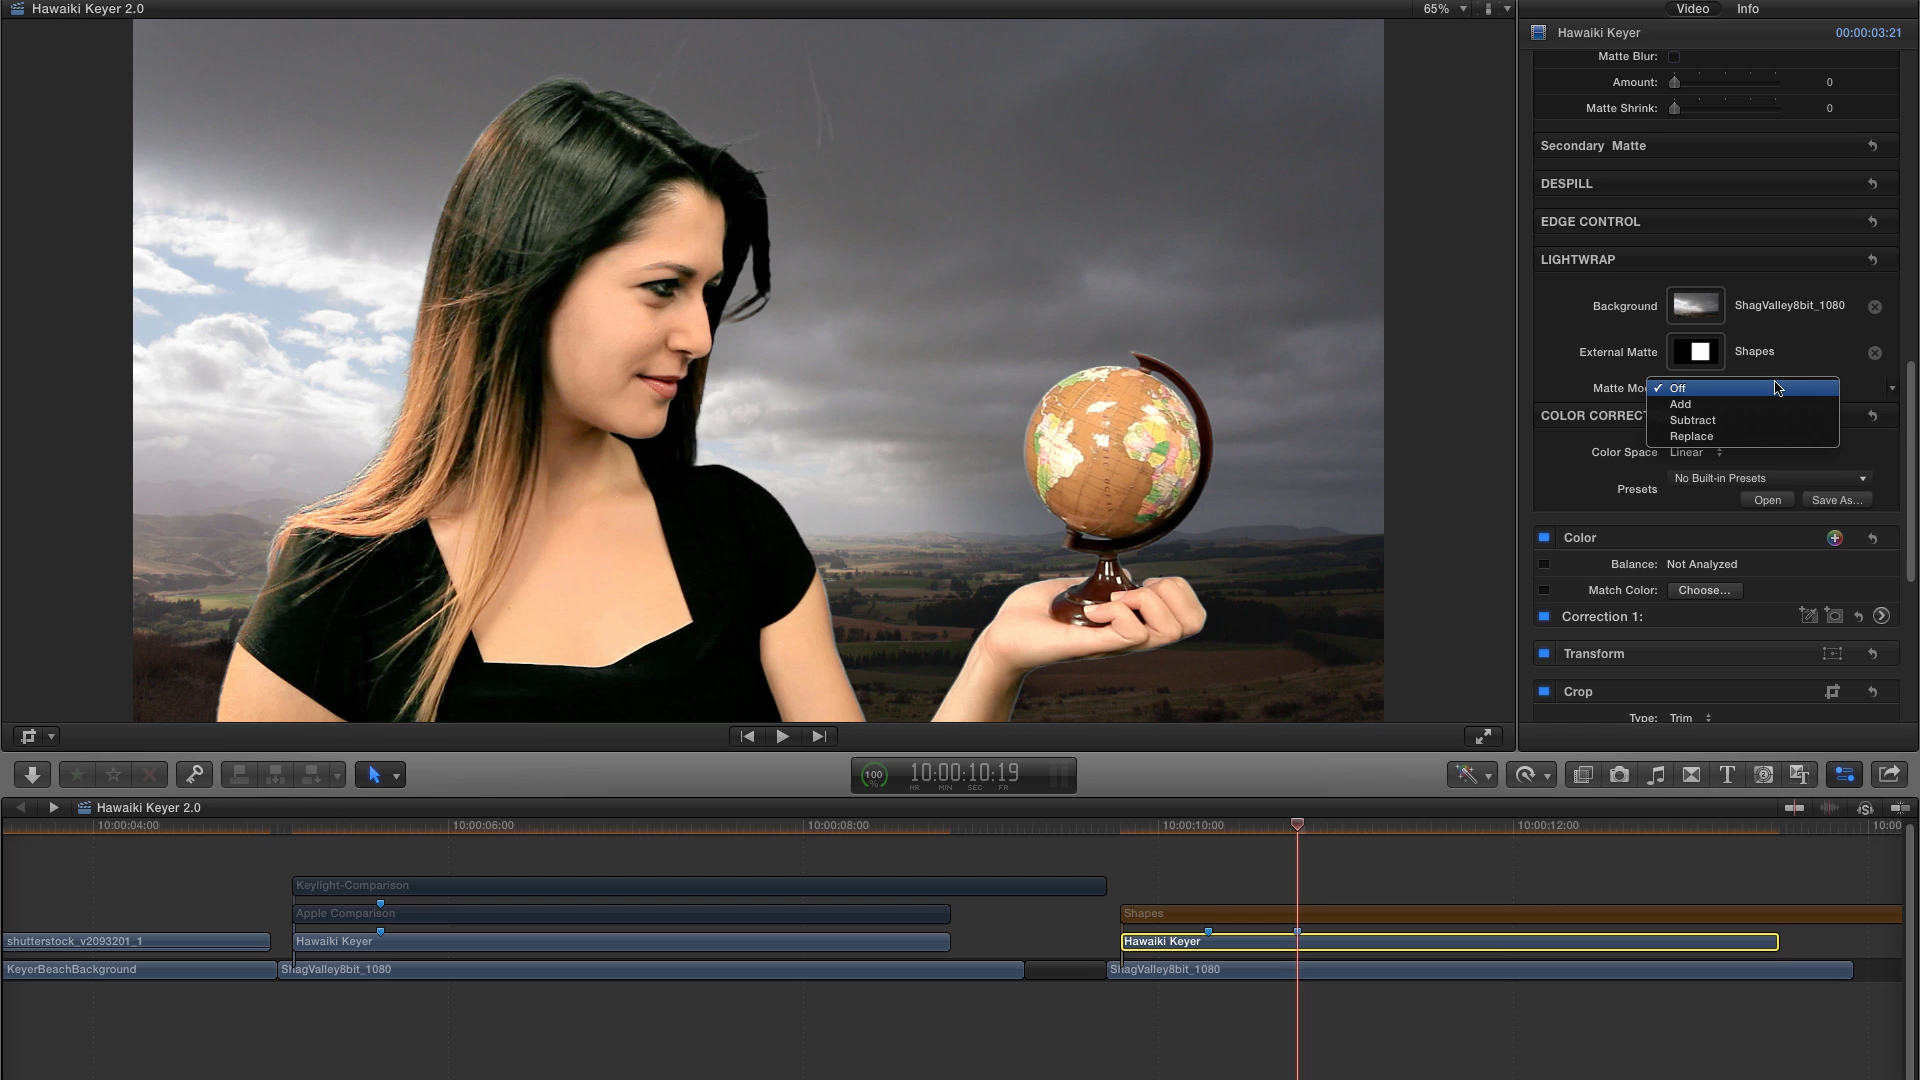 Hawaiki Keyer 2.0
65%
Video
Info
Hawaiki Keyer
00:00:03:21
Matte Blur:
Amount:
0
Matte Shrink:
0
Secondary Matte
DESPILL
EDGE CONTROL
LIGHTWRAP
Background
ShagValley8bit_1080
External Matte
Shapes
Matte Mo
✓ Off
Add
Subtract
Replace
COLOR CORRECT
Color Space
Linear
Presets
No Built-in Presets
Open
Save As...
Color
Balance:
Not Analyzed
Match Color:
Choose...
Correction 1:
Transform
Crop
Type:
Trim
100
%
10:00:10:19
HR MIN SEC FR
Hawaiki Keyer 2.0
10:00:04:00
10:00:06:00
10:00:08:00
10:00:10:00
10:00:12:00
10:00
Keylight-Comparison
Apple Comparison
Shapes
shutterstock_v2093201_1
Hawaiki Keyer
Hawaiki Keyer
KeyerBeachBackground
ShagValley8bit_1080
ShagValley8bit_1080